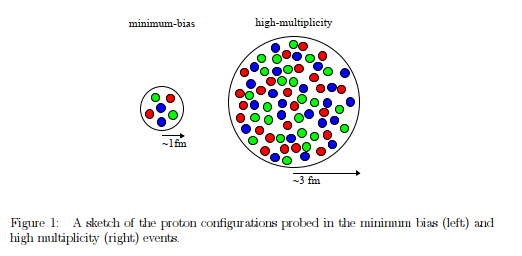 minimum-bias
high-multiplicity
~1fm
~3 fm
Figure 1: A sketch of the proton configurations probed in the minimum bias (left) and
high multiplicity (right) events.